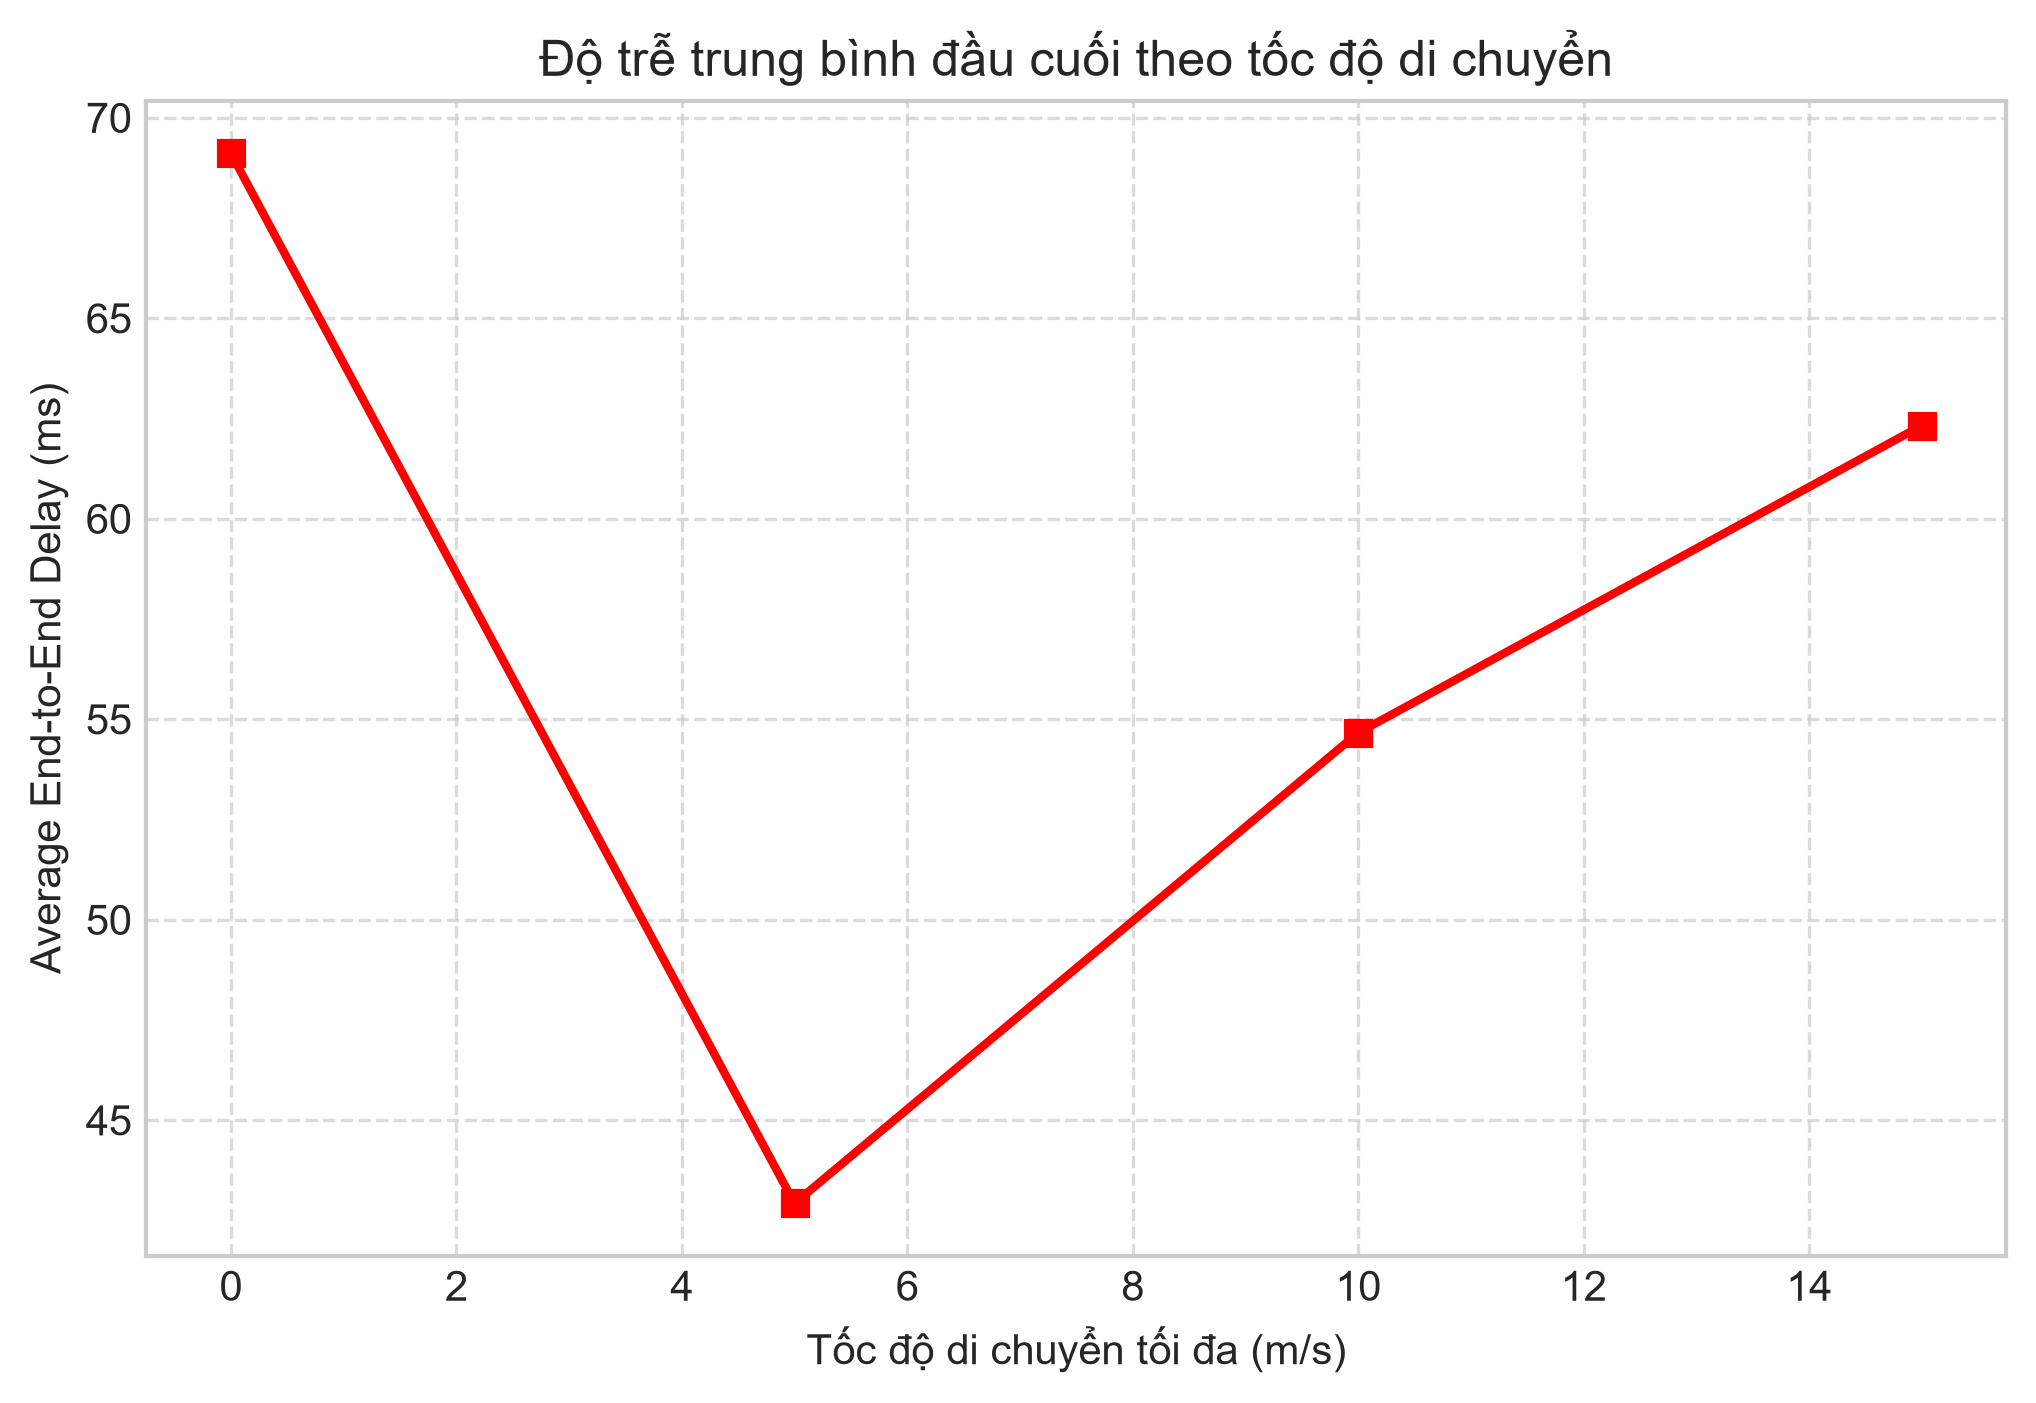 Độ trễ trung bình đầu cuối theo tốc độ di chuyển
Average End-to-End Delay (ms)
70
65
60
55
50
45
0 2 4 6 8 10 12 14
Tốc độ di chuyển tối đa (m/s)